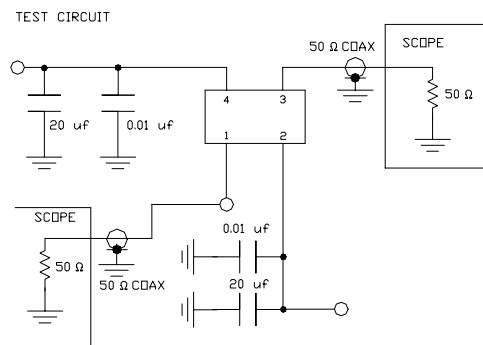 TEST CIRCUIT
50 Ω COAX
SCOPE
4
3
50 Ω
20 uf
0.01 uf
1
2
SCOPE
0.01 uf
50 Ω
50 Ω COAX
20 uf